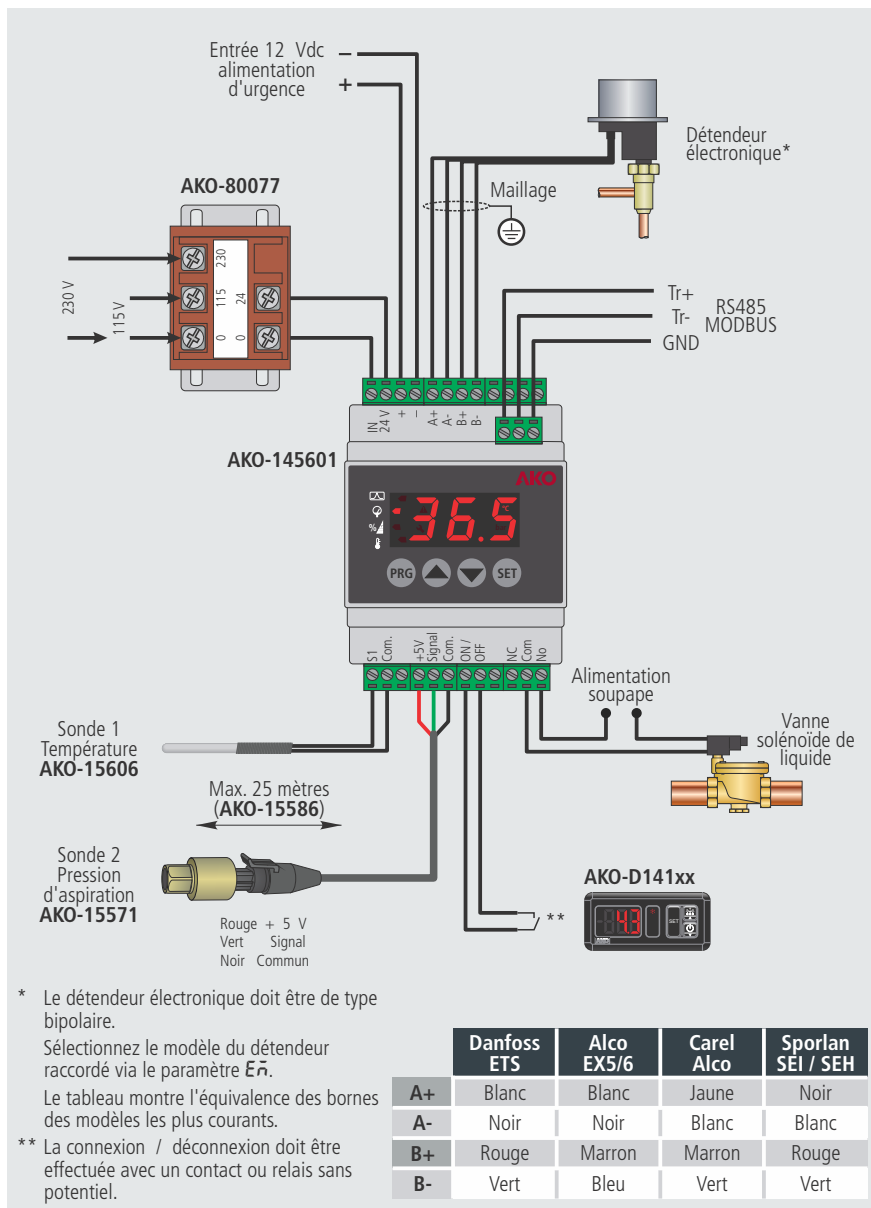 Entrée 12 Vdc
alimentation
d'urgence
–
+
Détendeur
électronique*
AKO-80077
Maillage
230 V
115 V
230
115
24
0
0
Tr+
Tr-
GND
RS485
MODBUS
IN
24 V
+
–
A+
A-
B+
B-
AKO-145601
AKO
%
36.5
°C
PRG
SET
S1
Com.
+5V
Signal
Com.
ON /
OFF
NC
Com
No
Alimentation
soupape
Vanne
solénoïde de
liquide
Sonde 1
Température
AKO-15606
Max. 25 mètres
(AKO-15586)
Sonde 2
Pression
d'aspiration
AKO-15571
Rouge + 5 V
Vert Signal
Noir Commun
**
AKO-D141xx
4.3
SET
* Le détendeur électronique doit être de type
bipolaire.
Sélectionnez le modèle du détendeur
raccordé via le paramètre En.
Le tableau montre l'équivalence des bornes
des modèles les plus courants.
** La connexion / déconnexion doit être
effectuée avec un contact ou relais sans
potentiel.
Danfoss ETS Alco EX5/6 Carel Alco Sporlan SEI / SEH
A+ Blanc Blanc Jaune Noir
A- Noir Noir Blanc Blanc
B+ Rouge Marron Marron Rouge
B- Vert Bleu Vert Vert